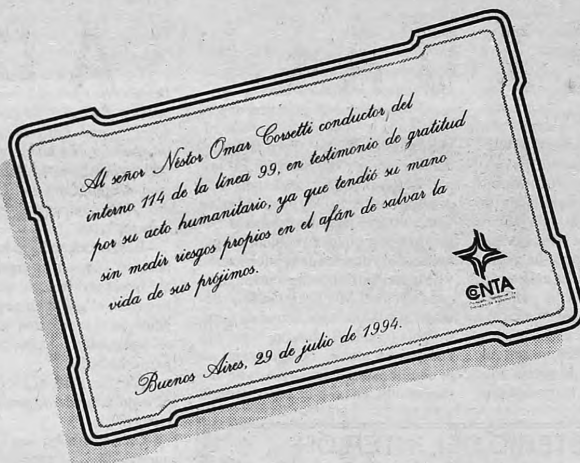 Al señor Néstor Omar Corsetti conductor del
interno 114 de la línea 99, en testimonio de gratitud
por su acto humanitario, ya que tendió su mano
sin medir riesgos propios en el afán de salvar la
vida de sus prójimos.
CNTA
Buenos Aires, 29 de julio de 1994.